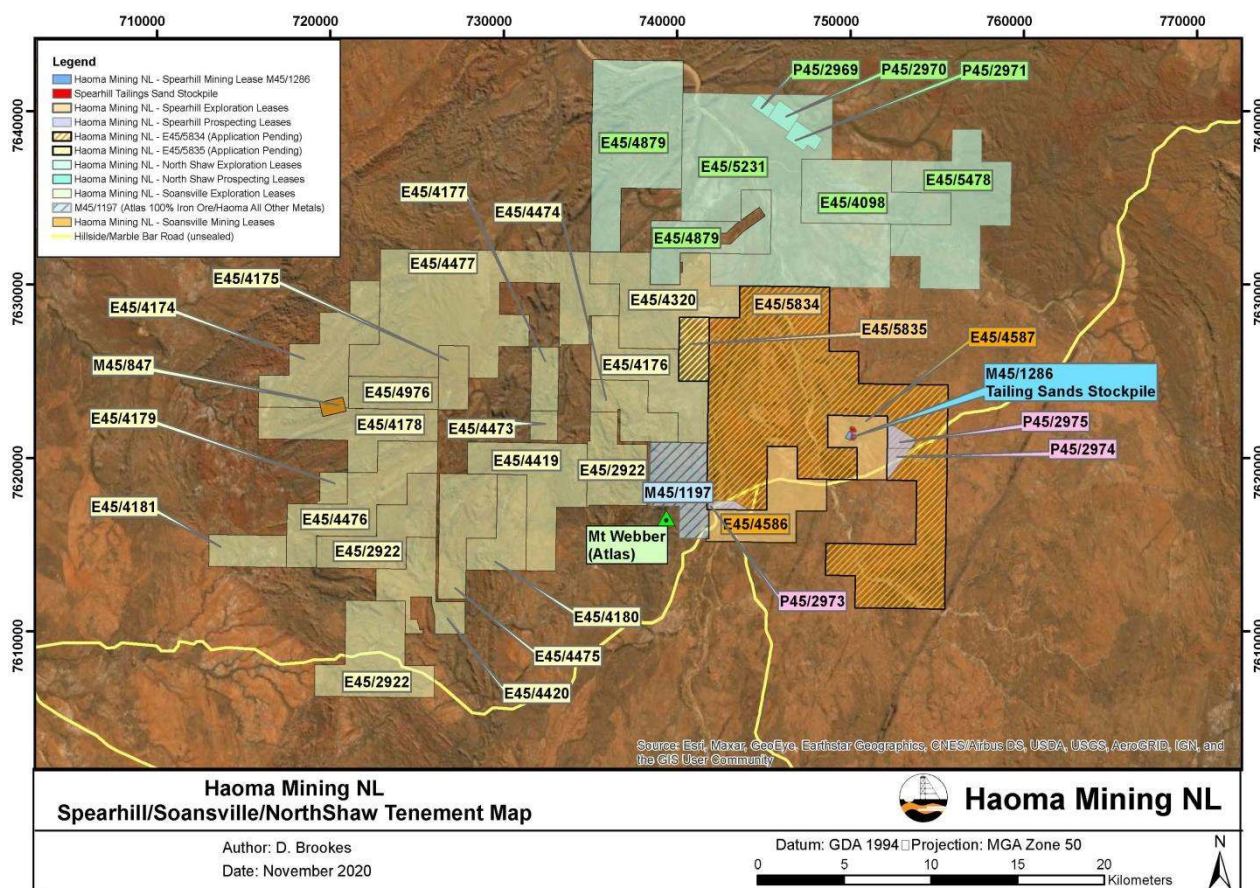 710000
720000
730000
740000
750000
760000
770000
7640000
7630000
7620000
7610000
7640000
7630000
7620000
7610000
Legend
Haoma Mining NL - Spearhill Mining Lease M45/1286
Spearhill Tailings Sand Stockpile
Haoma Mining NL - Spearhill Exploration Leases
Haoma Mining NL - Spearhill Prospecting Leases
Haoma Mining NL - E45/5834 (Application Pending)
Haoma Mining NL - E45/5835 (Application Pending)
Haoma Mining NL - North Shaw Exploration Leases
Haoma Mining NL - North Shaw Prospecting Leases
Haoma Mining NL - Soansville Exploration Leases
M45/1197 (Atlas 100% Iron Ore/Haoma All Other Metals)
Haoma Mining NL - Soansville Mining Leases
Hillside/Marble Bar Road (unsealed)
P45/2969
P45/2970
P45/2971
E45/4879
E45/5231
E45/5478
E45/4098
E45/4879
E45/4177
E45/4474
E45/4477
E45/4175
E45/4174
M45/847
E45/4179
E45/4181
E45/4320
E45/5834
E45/5835
E45/4587
M45/1286
Tailing Sands Stockpile
P45/2975
P45/2974
E45/4176
E45/4976
E45/4178
E45/4473
E45/4419
E45/2922
M45/1197
E45/4586
E45/4476
E45/2922
Mt Webber
(Atlas)
P45/2973
E45/4180
E45/4475
E45/4420
E45/2922
Source: Esri, Maxar, GeoEye, Earthstar Geographics, CNES/Airbus DS, USDA, USGS, AeroGRID, IGN, and
the GIS User Community
Haoma Mining NL
Spearhill/Soansville/NorthShaw Tenement Map
Haoma Mining NL
Author: D. Brookes
Date: November 2020
Datum: GDA 1994 □ Projection: MGA Zone 50
0 5 10 15 20
Kilometers
N